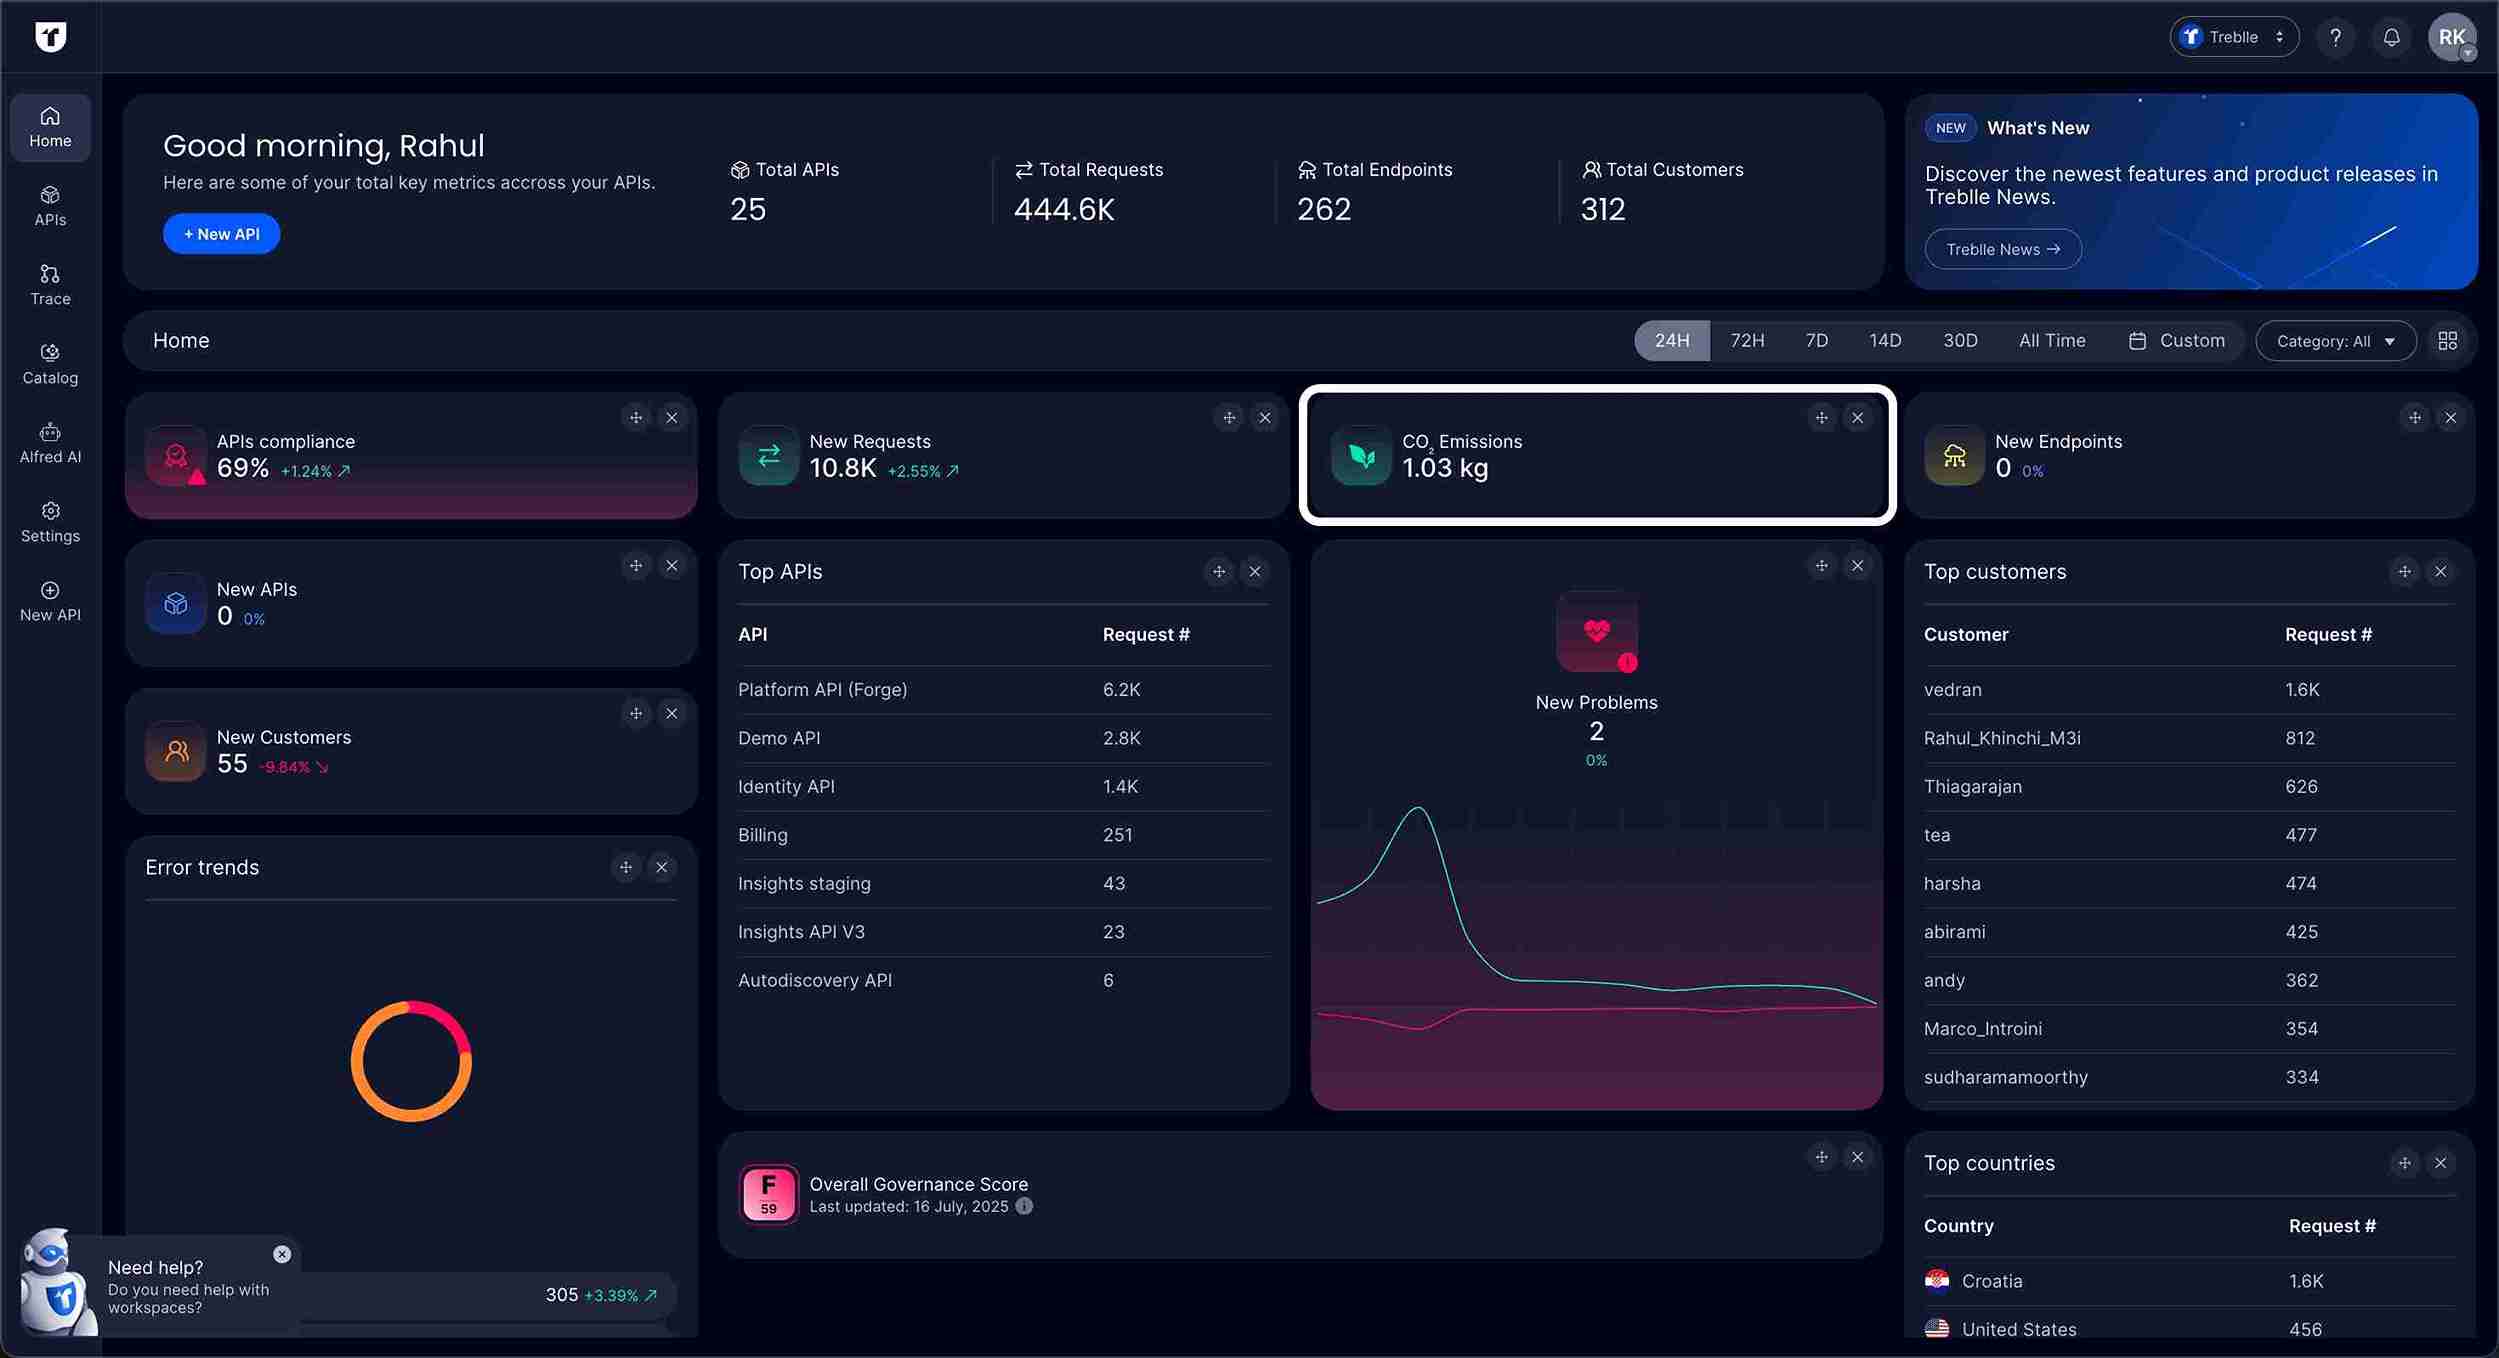 Treblle
?
RK
Home
APIs
Trace
Catalog
Alfred AI
Settings
New API
Good morning, Rahul
Here are some of your total key metrics accross your APIs.
+ New API
Total APIs
25
Total Requests
444.6K
Total Endpoints
262
Total Customers
312
NEW What's New
Discover the newest features and product releases in
Treblle News.
Treblle News →
Home
24H 72H 7D 14D 30D All Time Custom
Category: All
APIs compliance
69% +1.24% ↗
New Requests
10.8K +2.55% ↗
CO2 Emissions
1.03 kg
New Endpoints
0 0%
New APIs
0 0%
New Customers
55 -9.84% ↘
Error trends
305 +3.39% ↗
Top APIs
API Request #
Platform API (Forge) 6.2K
Demo API 2.8K
Identity API 1.4K
Billing 251
Insights staging 43
Insights API V3 23
Autodiscovery API 6
New Problems
2
0%
Top customers
Customer Request #
vedran 1.6K
Rahul_Khinchi_M3i 812
Thiagarajan 626
tea 477
harsha 474
abirami 425
andy 362
Marco_Introini 354
sudharamamoorthy 334
F
59
Overall Governance Score
Last updated: 16 July, 2025
Top countries
Country Request #
Croatia 1.6K
United States 456
Need help?
Do you need help with
workspaces?